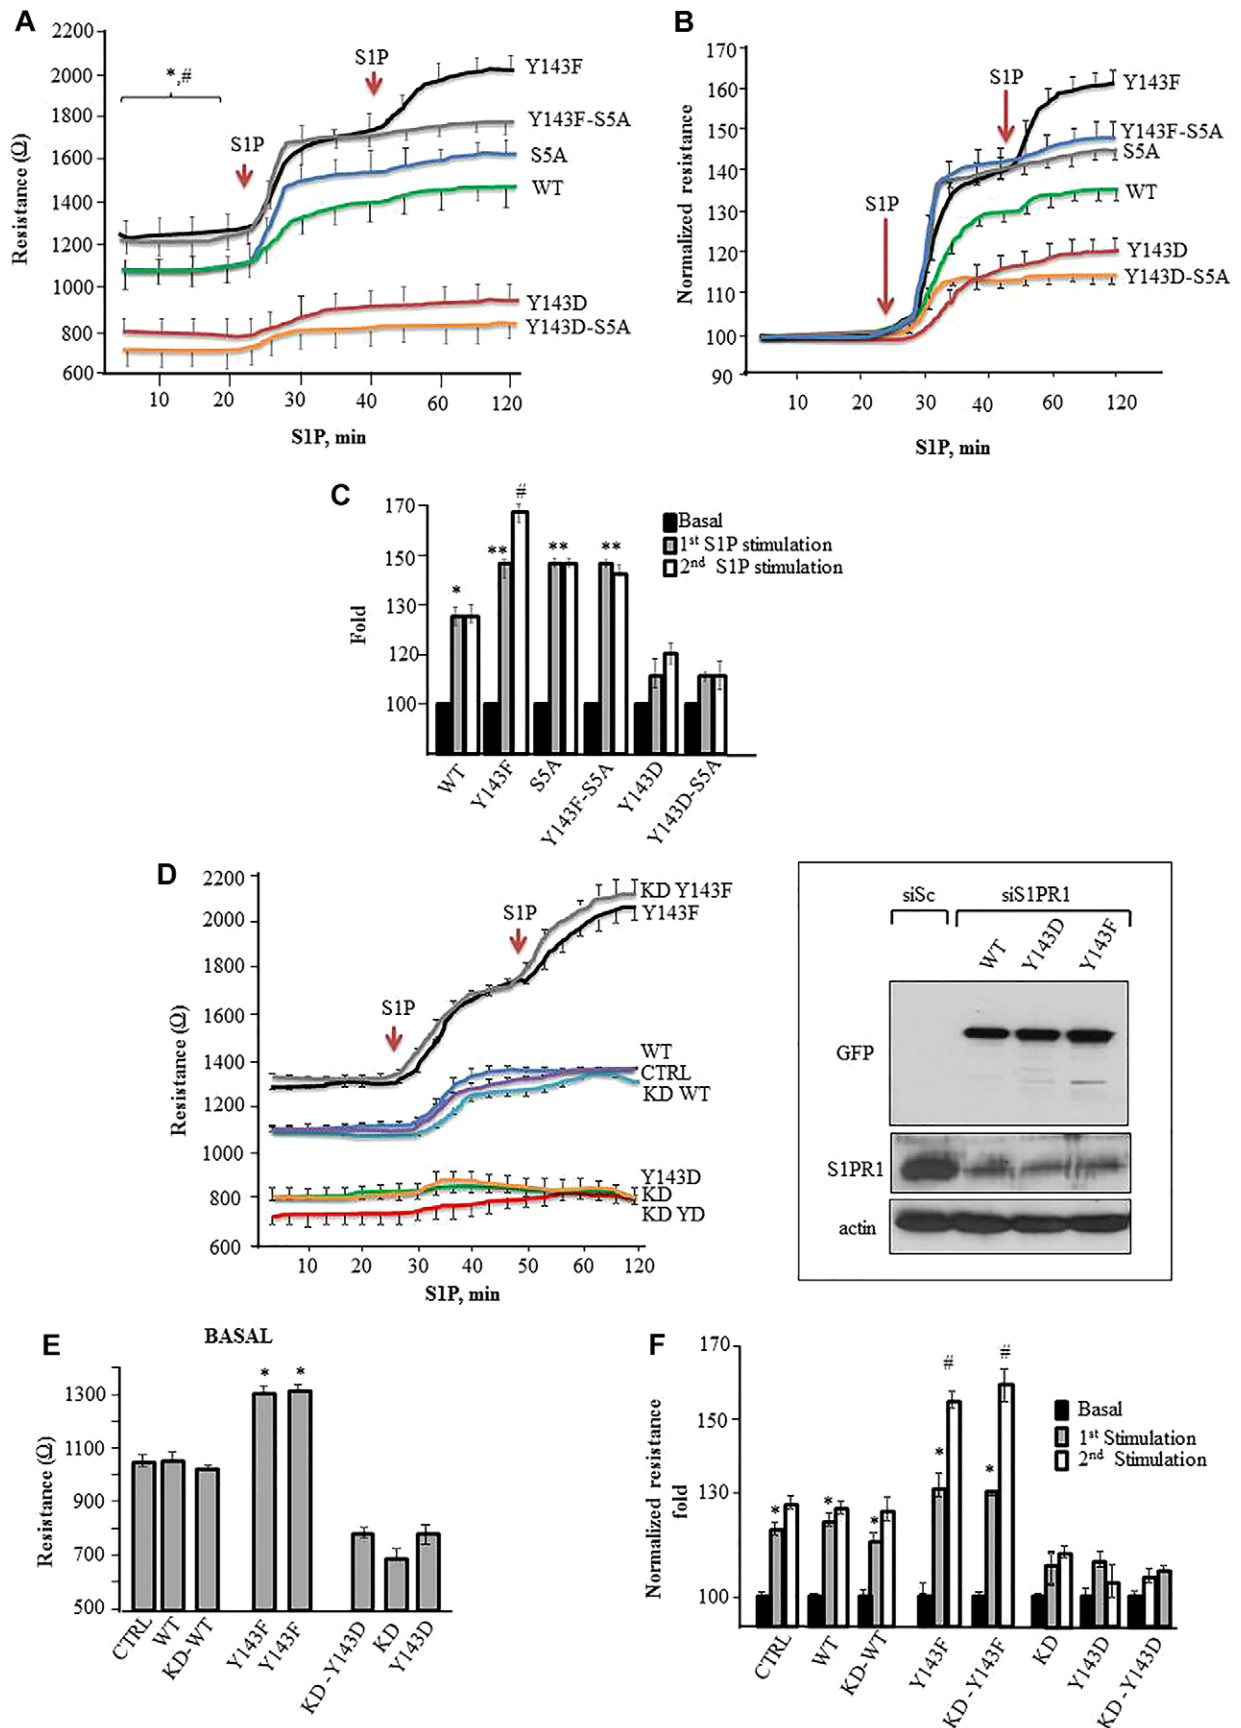 A
2200
2000
1800
1600
1400
1200
1000
800
600
Resistance (Ω)
*,#
S1P
S1P
Y143F
Y143F-S5A
S5A
WT
Y143D
Y143D-S5A
10 20 30 40 60 120
S1P, min
B
170
160
150
140
130
120
110
100
90
Normalized resistance
S1P
S1P
Y143F
Y143F-S5A
S5A
WT
Y143D
Y143D-S5A
10 20 30 40 60 120
S1P, min
C
170
150
130
120
100
Fold
*
**
#
**
**
Basal
1st S1P stimulation
2nd S1P stimulation
WT
Y143F
S5A
Y143F-S5A
Y143D
Y143D-S5A
D
2200
2000
1800
1600
1400
1200
1000
800
600
Resistance (Ω)
S1P
S1P
KD Y143F
Y143F
WT
CTRL
KD WT
Y143D
KD
KD YD
10 20 30 40 50 60 120
S1P, min
siSc siS1PR1
WT
Y143D
Y143F
GFP
S1PR1
actin
E
BASAL
1300
1100
900
700
500
Resistance (Ω)
* *
CTRL
WT
KD-WT
Y143F
Y143F
KD -Y143D
KD
Y143D
F
170
150
130
100
Normalized resistance
fold
*
*
*
*
#
*
#
Basal
1st Stimulation
2nd Stimulation
CTRL
WT
KD-WT
Y143F
KD -Y143F
KD
Y143D
KD -Y143D